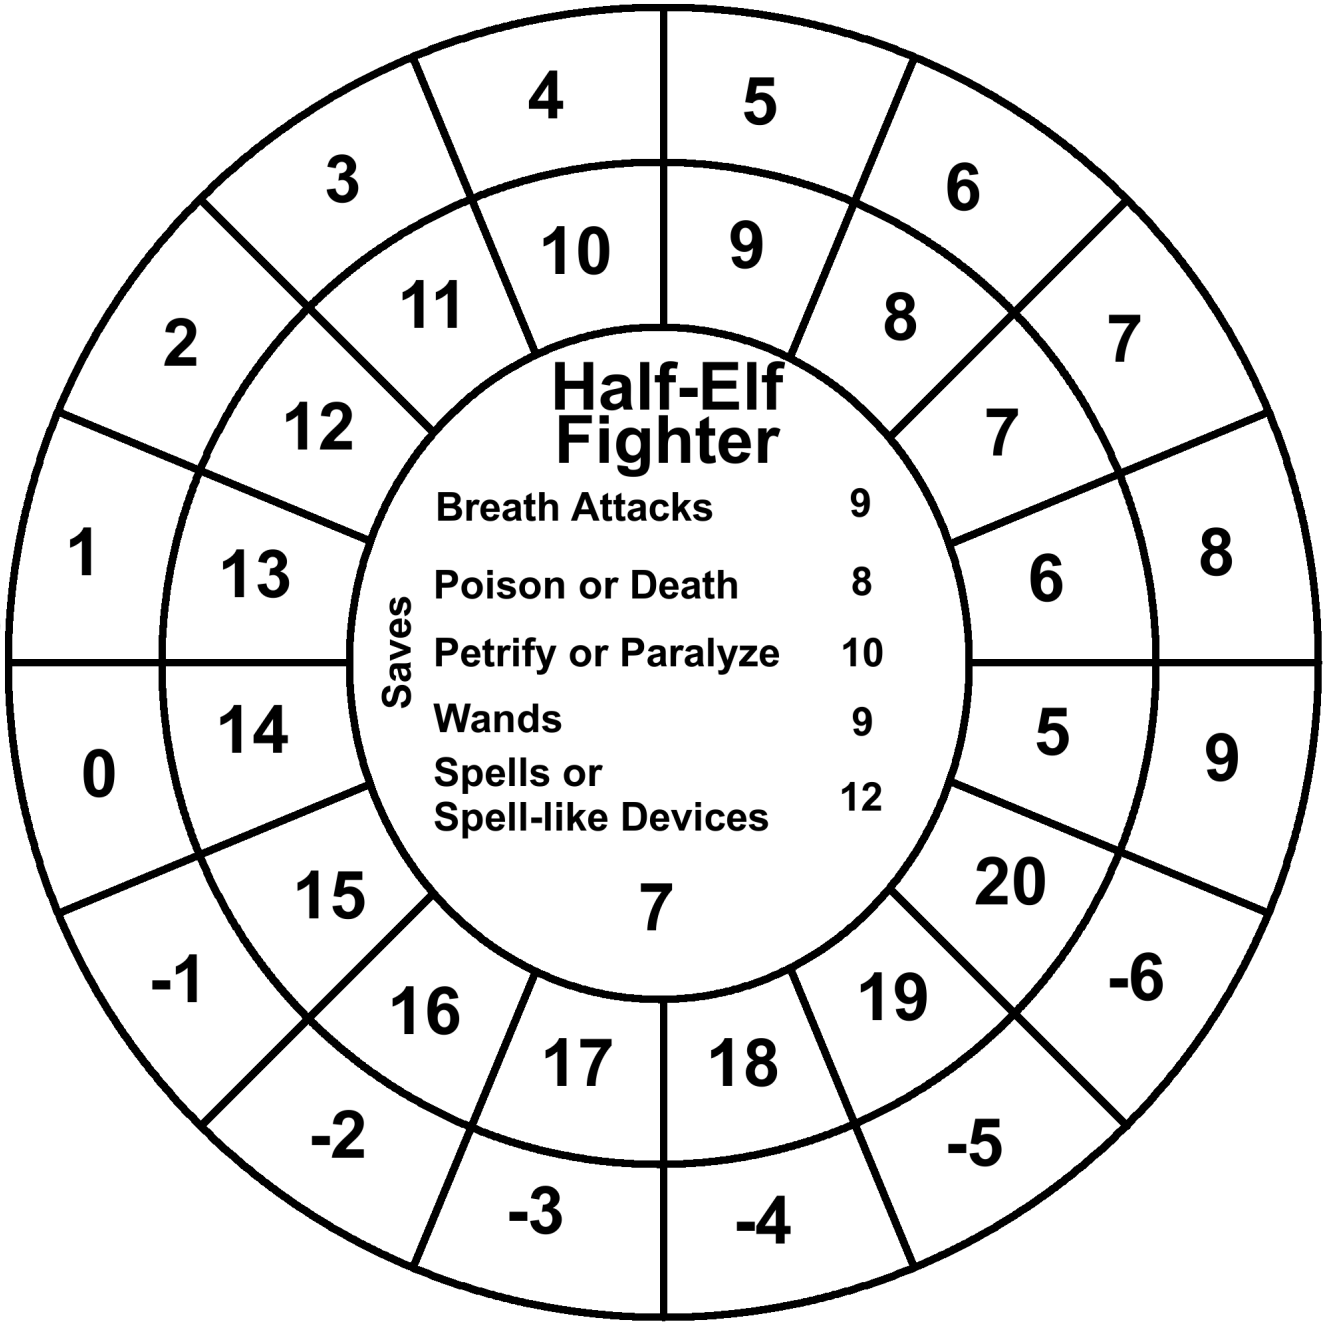 4 5
3 6
10 9
2 11 8 7
12 7
Half-Elf
Fighter
Breath Attacks 9
1 13 6 8
Poison or Death 8
Saves
Petrify or Paralyze 10
Wands 9
14 5
0 9
Spells or
Spell-like Devices 12
15 20
7
-1 -6
16 19
17 18
-2 -5
-3 -4